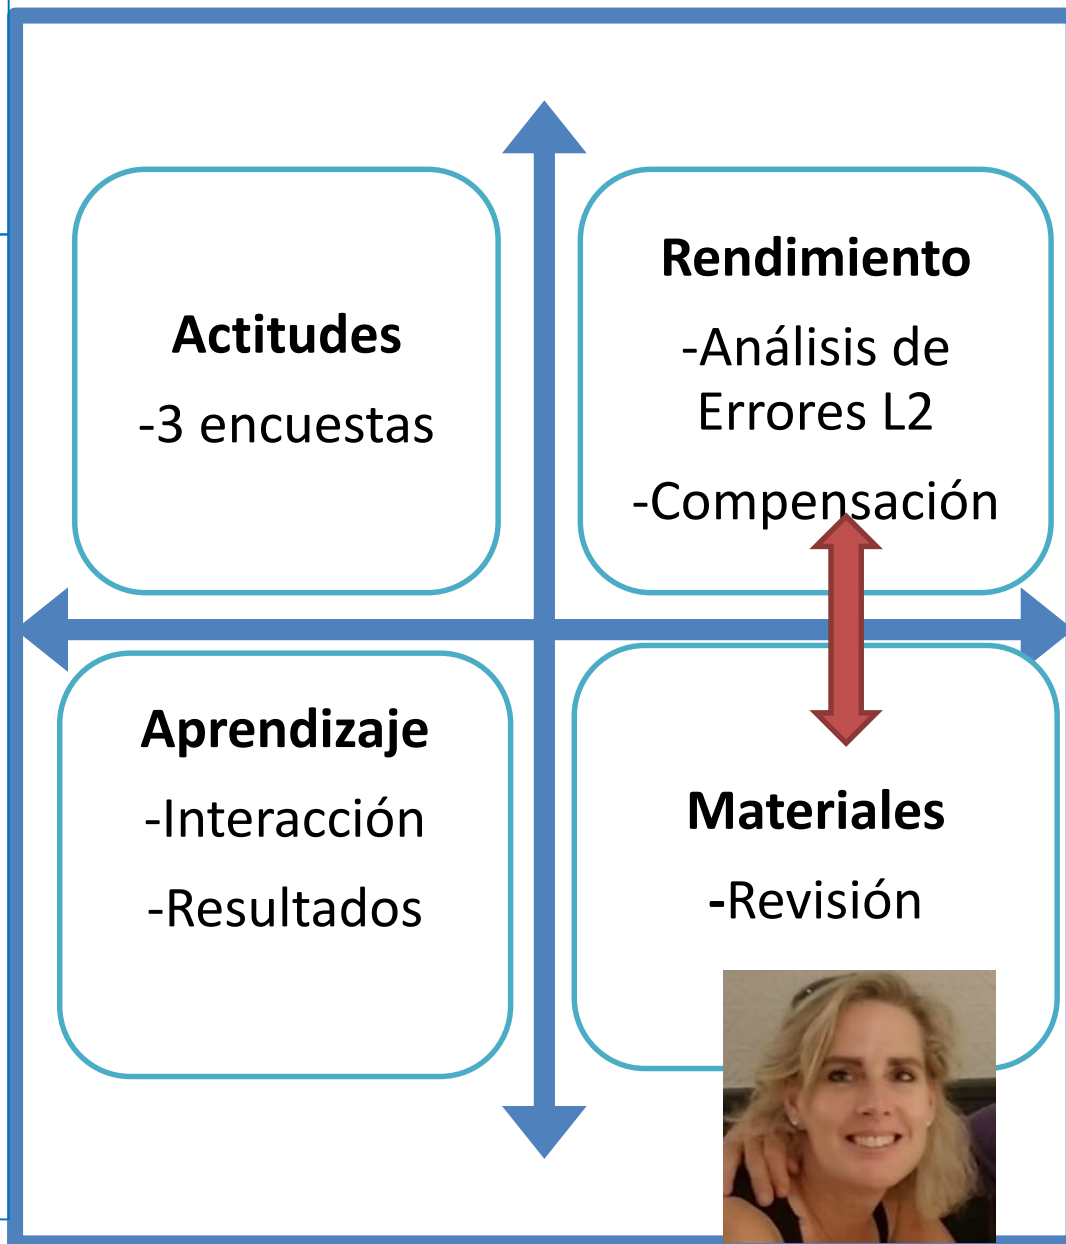 Actitudes
-3 encuestas
Rendimiento
-Análisis de
Errores L2
-Compensación
Aprendizaje
-Interacción
-Resultados
Materiales
-Revisión